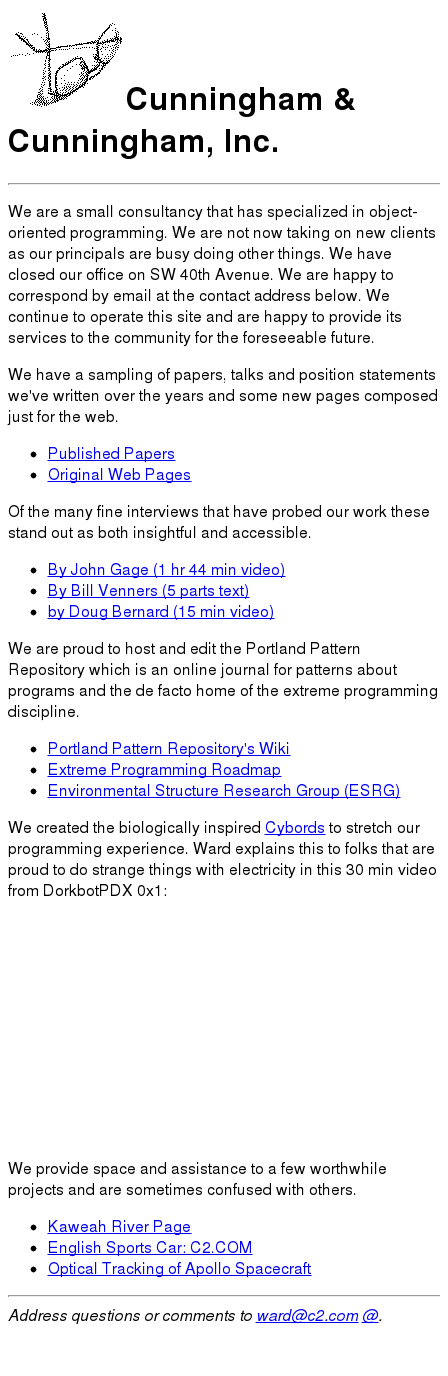 Cunningham &
Cunningham, Inc.
We are a small consultancy that has specialized in object-
oriented programming. We are not now taking on new clients
as our principals are busy doing other things. We have
closed our office on SW 40th Avenue. We are happy to
correspond by email at the contact address below. We
continue to operate this site and are happy to provide its
services to the community for the foreseeable future.
We have a sampling of papers, talks and position statements
we've written over the years and some new pages composed
just for the web.
Published Papers
Original Web Pages
Of the many fine interviews that have probed our work these
stand out as both insightful and accessible.
By John Gage (1 hr 44 min video)
By Bill Venners (5 parts text)
by Doug Bernard (15 min video)
We are proud to host and edit the Portland Pattern
Repository which is an online journal for patterns about
programs and the de facto home of the extreme programming
discipline.
Portland Pattern Repository's Wiki
Extreme Programming Roadmap
Environmental Structure Research Group (ESRG)
We created the biologically inspired Cybords to stretch our
programming experience. Ward explains this to folks that are
proud to do strange things with electricity in this 30 min video
from DorkbotPDX 0x1:
We provide space and assistance to a few worthwhile
projects and are sometimes confused with others.
Kaweah River Page
English Sports Car: C2.COM
Optical Tracking of Apollo Spacecraft
Address questions or comments to ward@c2.com @.